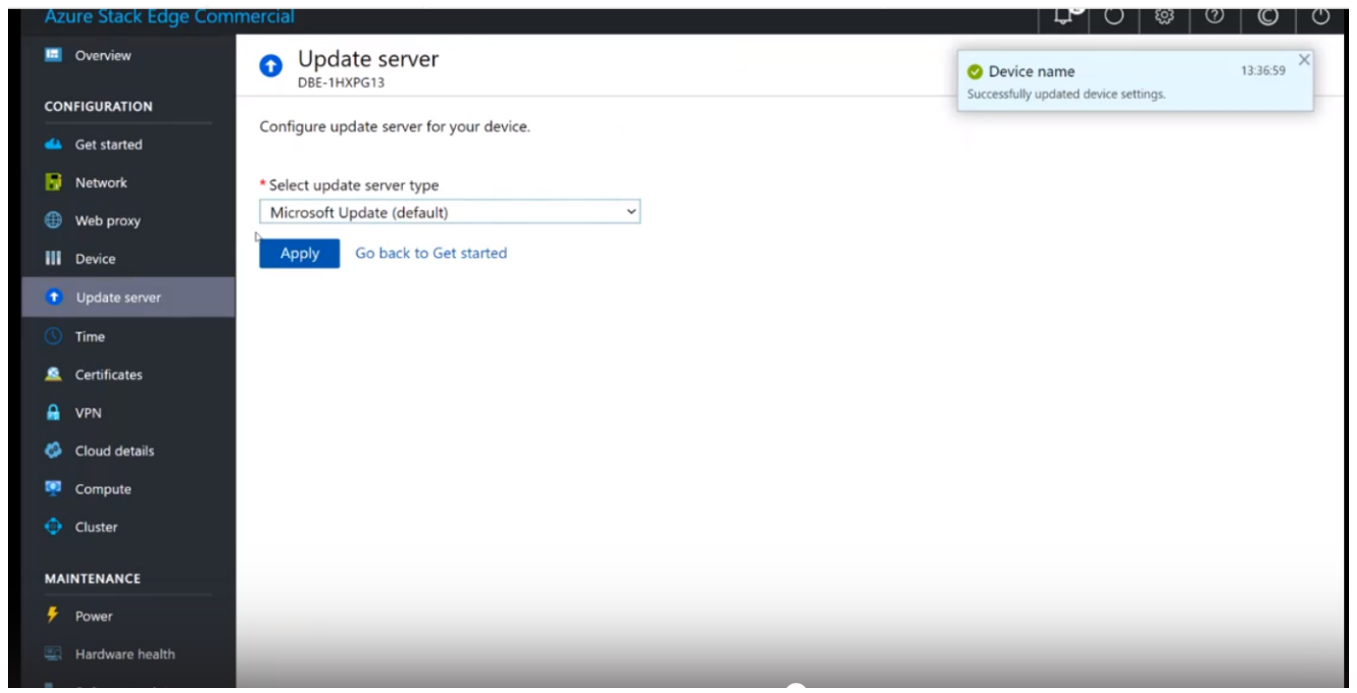 Azure Stack Edge Commercial
Overview
CONFIGURATION
Get started
Network
Web proxy
Device
Update server
Time
Certificates
VPN
Cloud details
Compute
Cluster
MAINTENANCE
Power
Hardware health
Update server
DBE-1HXPG13
Configure update server for your device.
* Select update server type
Microsoft Update (default)
Apply Go back to Get started
Device name 13:36:59
Successfully updated device settings.